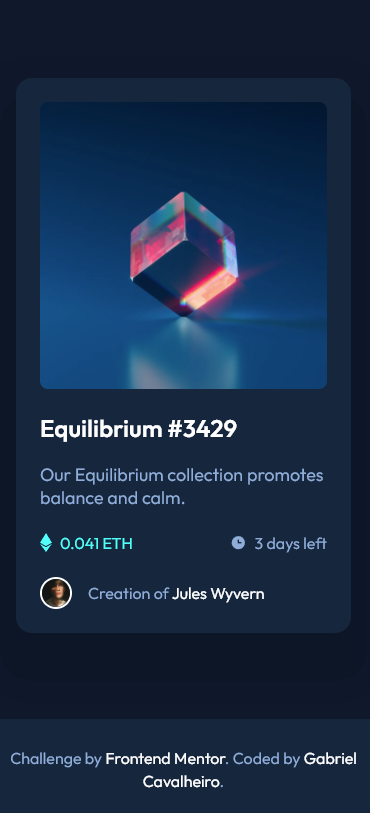 Equilibrium #3429
Our Equilibrium collection promotes
balance and calm.
0.041 ETH
3 days left
Creation of Jules Wyvern
Challenge by Frontend Mentor. Coded by Gabriel
Cavalheiro.